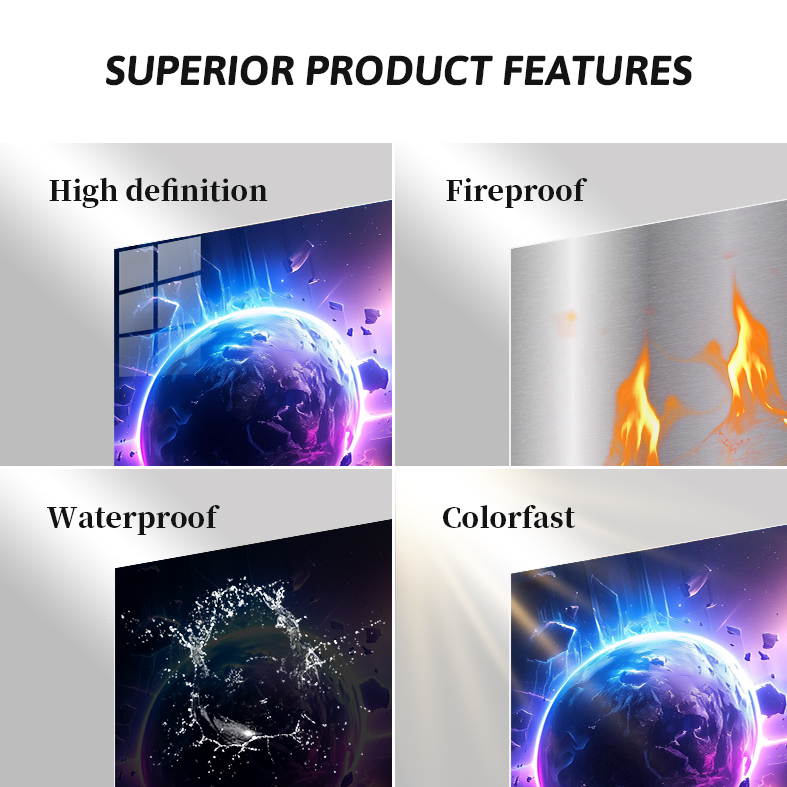 SUPERIOR PRODUCT FEATURES
High definition
Fireproof
Waterproof
Colorfast